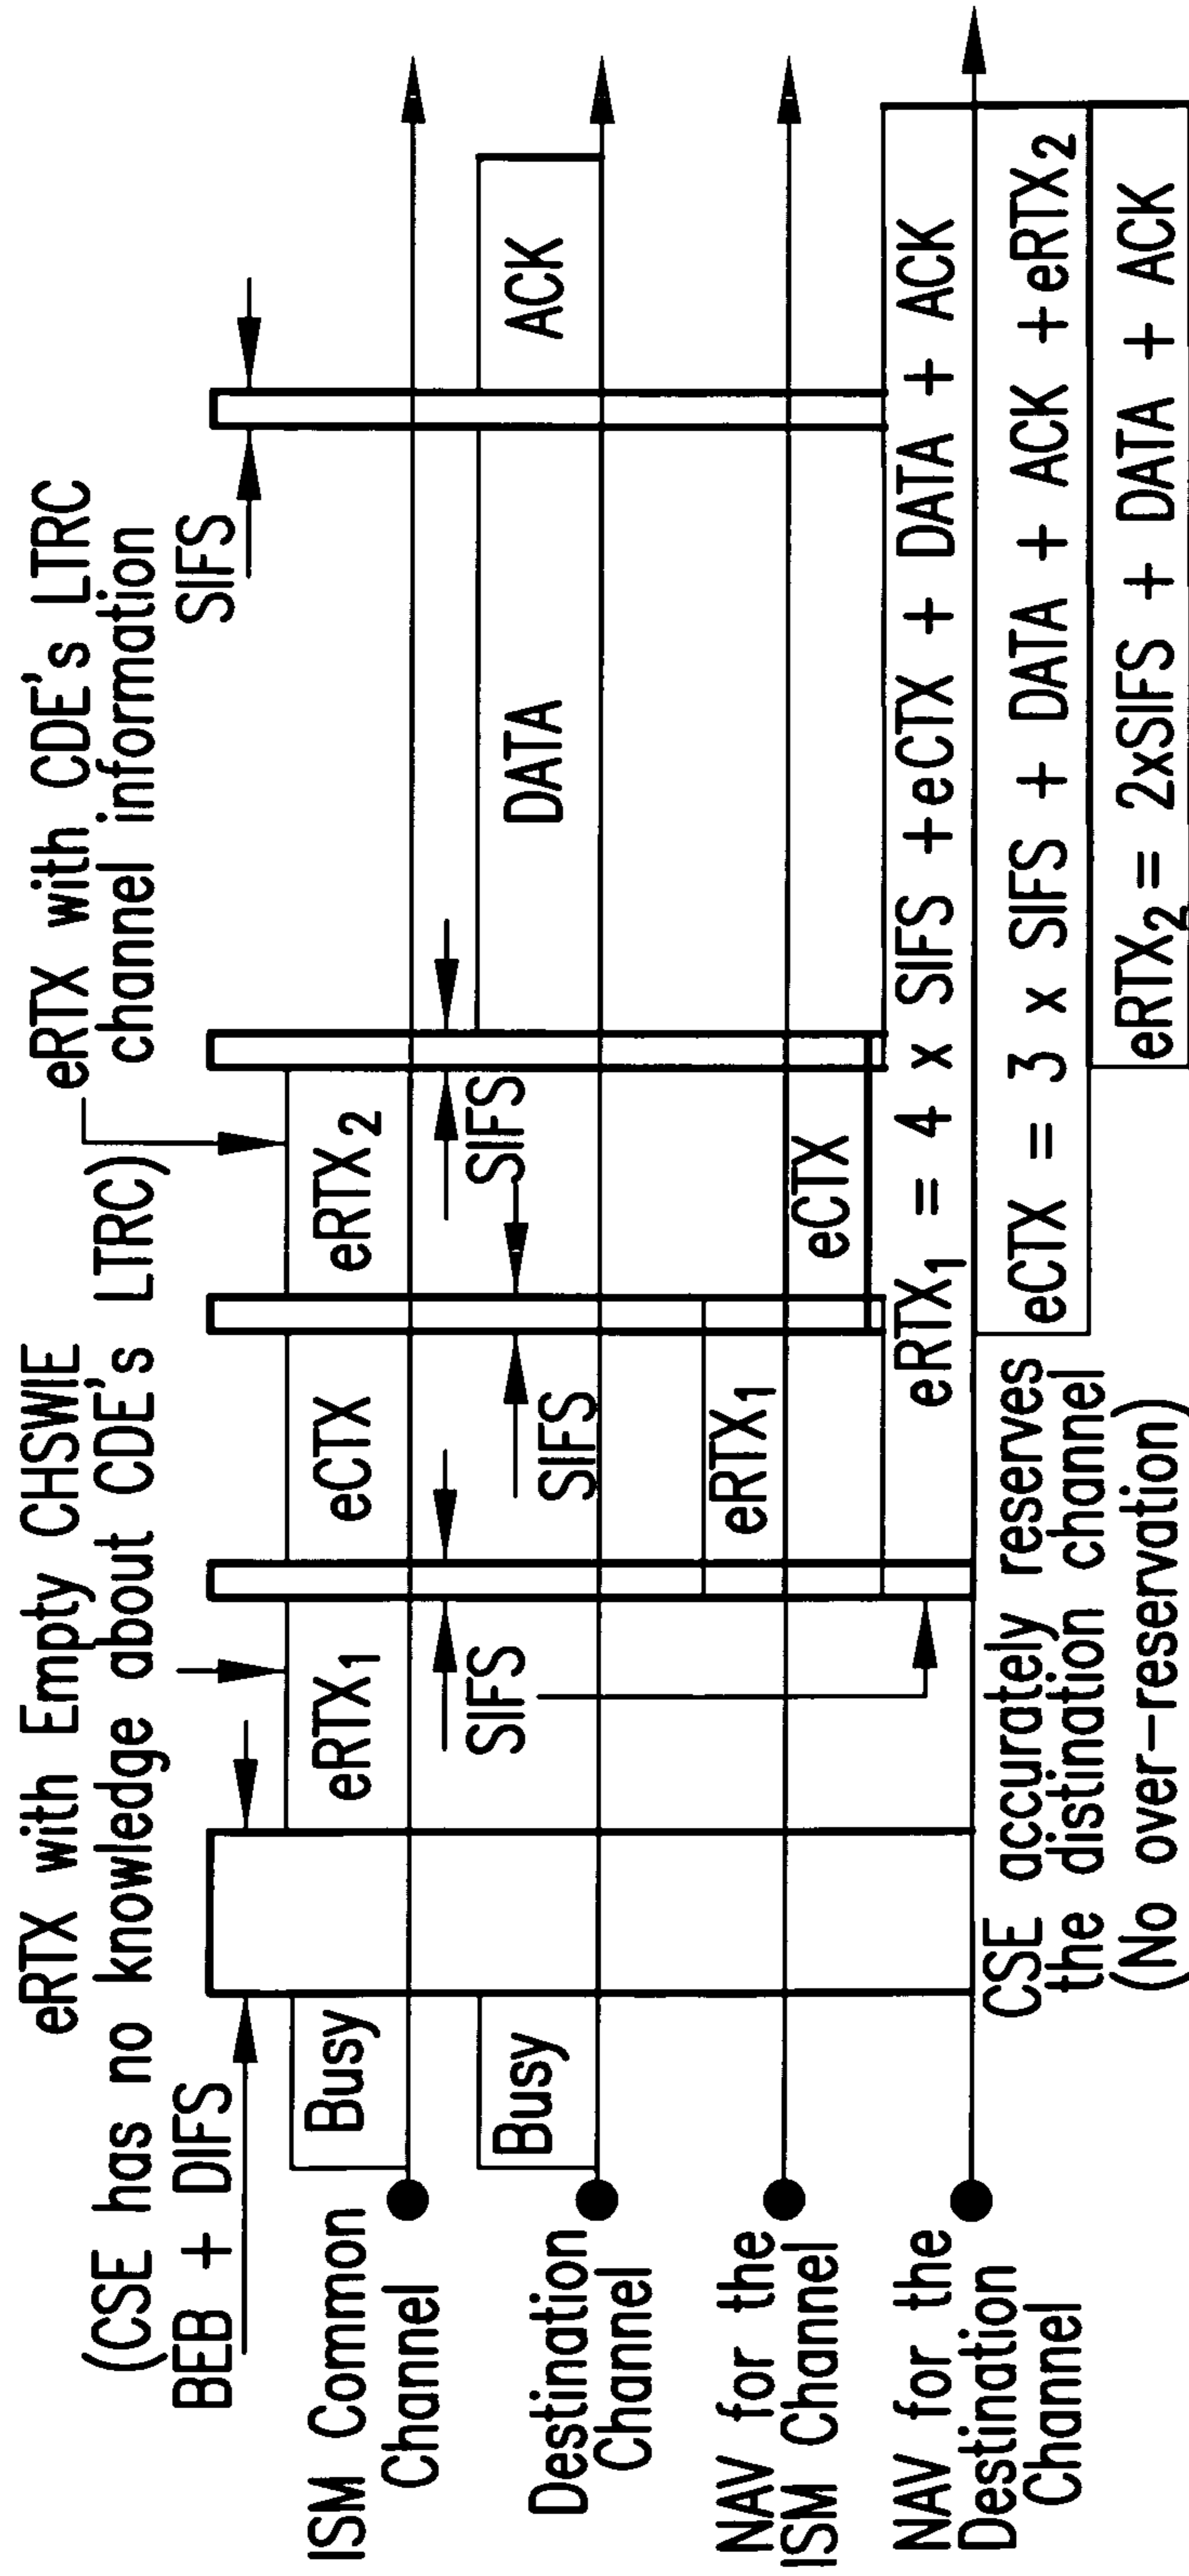 eRTX with Empty CHSWIE
(CSE has no knowledge about CDE's LTRC)
eRTX with CDE's LTRC
channel information
BEB + DIFS
SIFS
ISM Common
Channel
Busy
eRTX1
eCTX
eRTX2
SIFS
SIFS
Destination
Channel
Busy
SIFS
DATA
ACK
NAV for the
ISM Channel
eRTX1
eCTX
NAV for the
Destination
Channel
eRTX1 = 4 x SIFS +eCTX + DATA + ACK
eCTX = 3 x SIFS + DATA + ACK +eRTX2
eRTX2 = 2xSIFS + DATA + ACK
CSE accurately reserves
the distination channel
(No over-reservation)